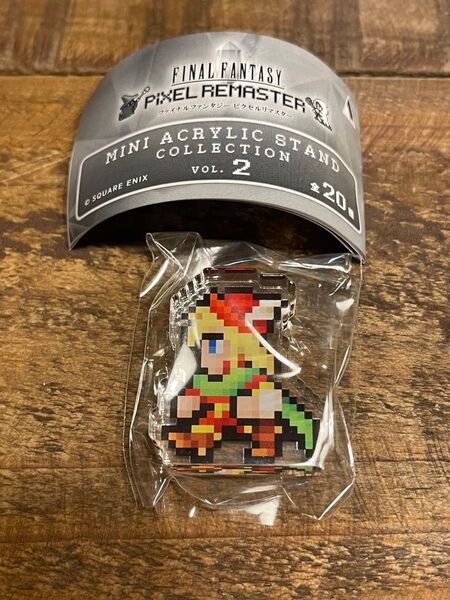 FINAL FANTASY
PIXEL REMASTER
ファイナルファンタジー ピクセルリマスター
MINI ACRYLIC STAND
COLLECTION
VOL. 2
© SQUARE ENIX
全20種